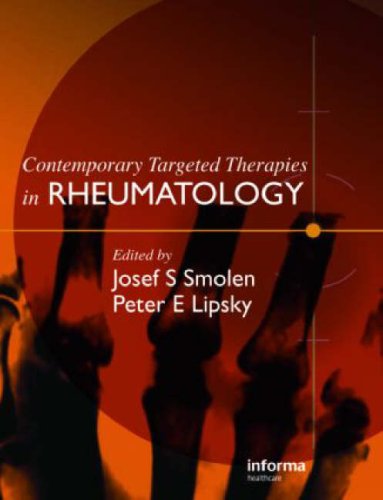 Contemporary Targeted Therapies
in RHEUMATOLOGY
Edited by
Josef S Smolen
Peter E Lipsky
informa
healthcare